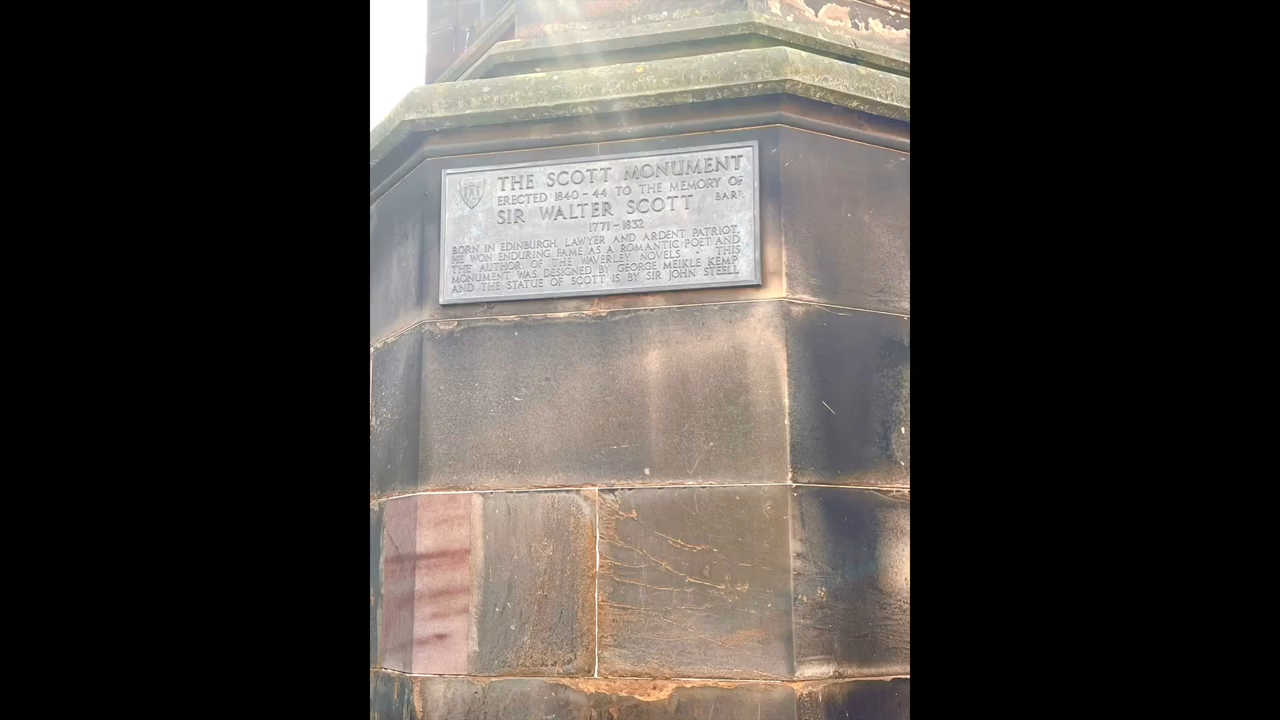 THE SCOTT MONUMENT
ERECTED 1840-44 TO THE MEMORY OF
SIR WALTER SCOTT BART
1771-1832
BORN IN EDINBURGH, LAWYER AND ARDENT PATRIOT,
HE WON ENDURING FAME AS A ROMANTIC POET AND
THE AUTHOR OF THE WAVERLEY NOVELS · THIS
MONUMENT WAS DESIGNED BY GEORGE MEIKLE KEMP
AND THE STATUE OF SCOTT IS BY SIR JOHN STEELL